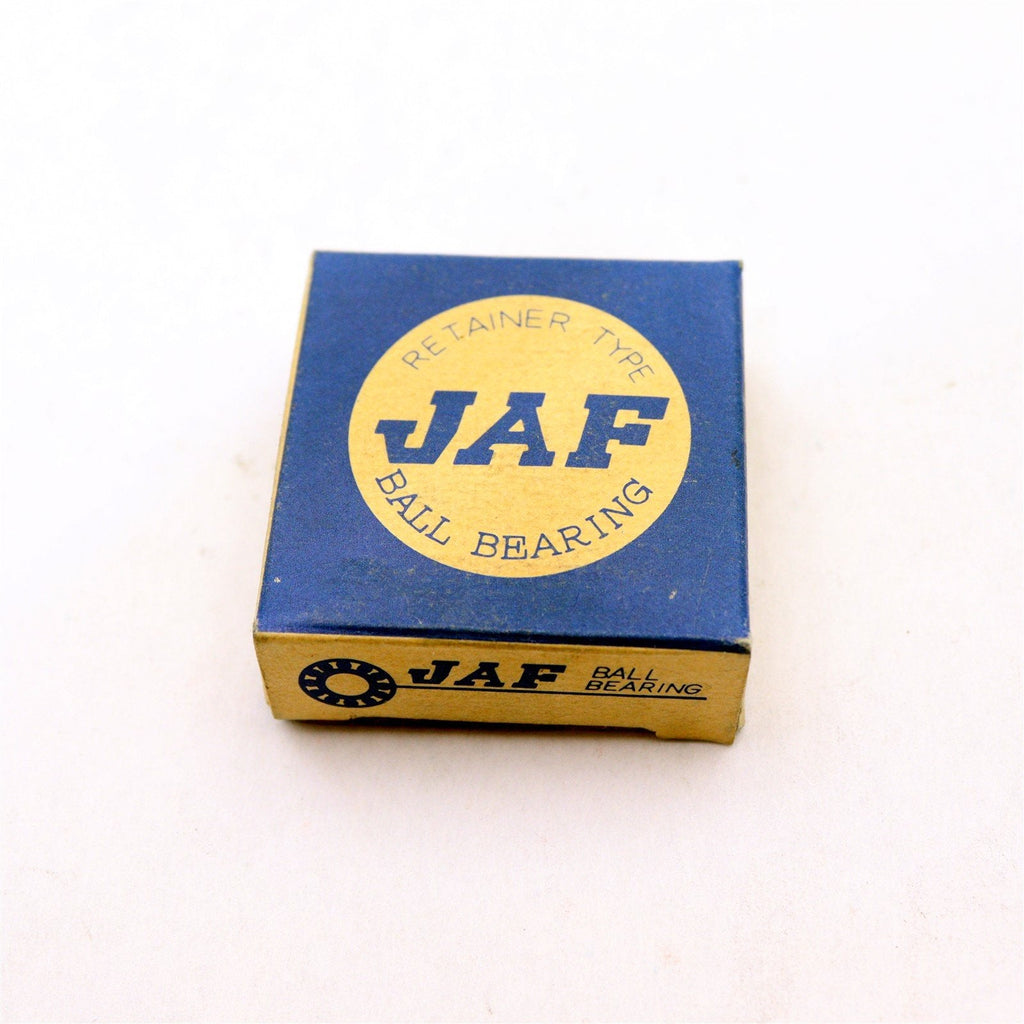 RETAINER TYPE
JAF
BALL BEARING
JAF
BALL
BEARING